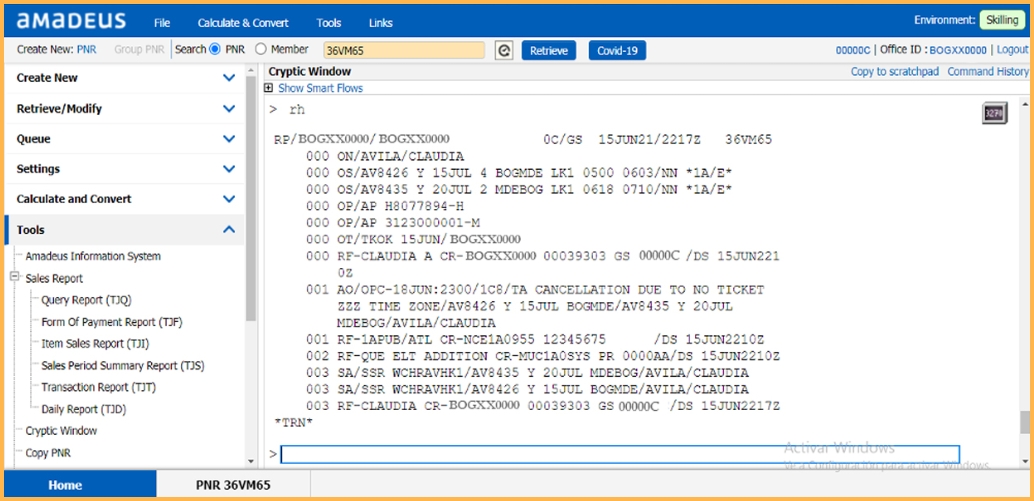 amadeus File Calculate & Convert Tools Links Environment: Skilling
Create New: PNR Group PNR Search PNR Member 36VM65 Retrieve Covid-19 00000C | Office ID : BOGXX0000 | Logout
Create New
Retrieve/Modify
Queue
Settings
Calculate and Convert
Tools
Amadeus Information System
Sales Report
Query Report (TJQ)
Form Of Payment Report (TJF)
Item Sales Report (TJI)
Sales Period Summary Report (TJS)
Transaction Report (TJT)
Daily Report (TJD)
Cryptic Window
Copy PNR
Cryptic Window Copy to scratchpad Command History
Show Smart Flows
> rh
3270
RP/BOGXX0000/BOGXX0000 0C/GS 15JUN21/2217Z 36VM65
000 ON/AVILA/CLAUDIA
000 OS/AV8426 Y 15JUL 4 BOGMDE LK1 0500 0603/NN *1A/E*
000 OS/AV8435 Y 20JUL 2 MDEBOG LK1 0618 0710/NN *1A/E*
000 OP/AP H8077894-H
000 OP/AP 3123000001-M
000 OT/TKOK 15JUN/BOGXX0000
000 RF-CLAUDIA A CR-BOGXX0000 00039303 GS 00000C /DS 15JUN221
0Z
001 AO/OPC-18JUN:2300/1C8/TA CANCELLATION DUE TO NO TICKET
ZZZ TIME ZONE/AV8426 Y 15JUL BOGMDE/AV8435 Y 20JUL
MDEBOG/AVILA/CLAUDIA
001 RF-1APUB/ATL CR-NCE1A0955 12345675 /DS 15JUN2210Z
002 RF-QUE ELT ADDITION CR-MUC1A0SYS PR 0000AA/DS 15JUN2210Z
003 SA/SSR WCHRAVHK1/AV8435 Y 20JUL MDEBOG/AVILA/CLAUDIA
003 SA/SSR WCHRAVHK1/AV8426 Y 15JUL BOGMDE/AVILA/CLAUDIA
003 RF-CLAUDIA CR-BOGXX0000 00039303 GS 00000C /DS 15JUN2217Z
*TRN*
>
Activar Windows
Ve a Configuración para activar Windows.
Home PNR 36VM65